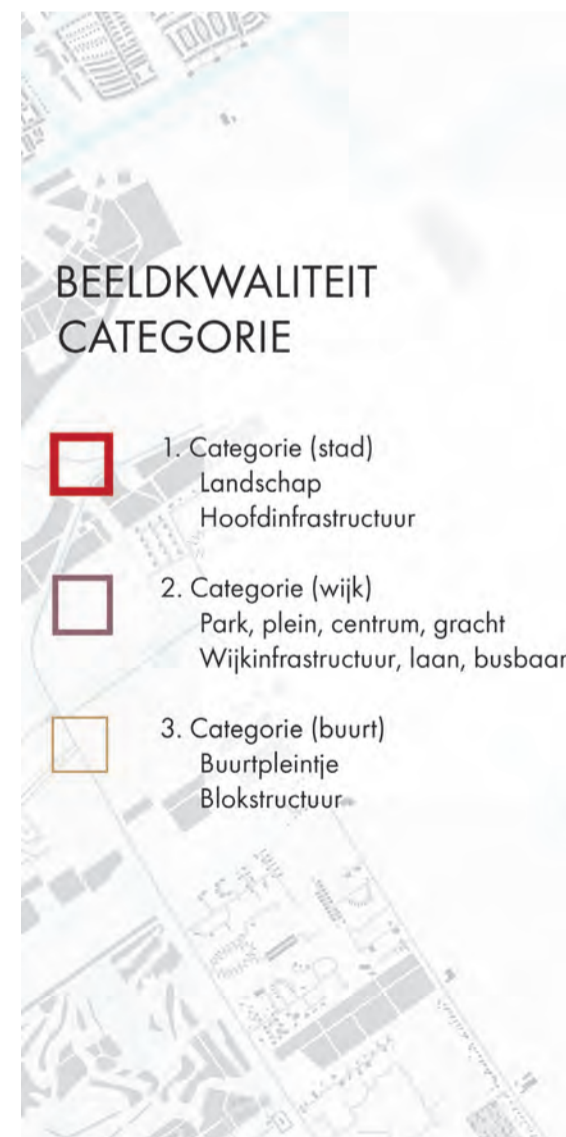 BEELDKWALITEIT
CATEGORIE
1. Categorie (stad)
Landschap
Hoofdinfrastructuur
2. Categorie (wijk)
Park, plein, centrum, gracht
Wijkinfrastructuur, laan, busbaan
3. Categorie (buurt)
Buurtpleintje
Blokstructuur